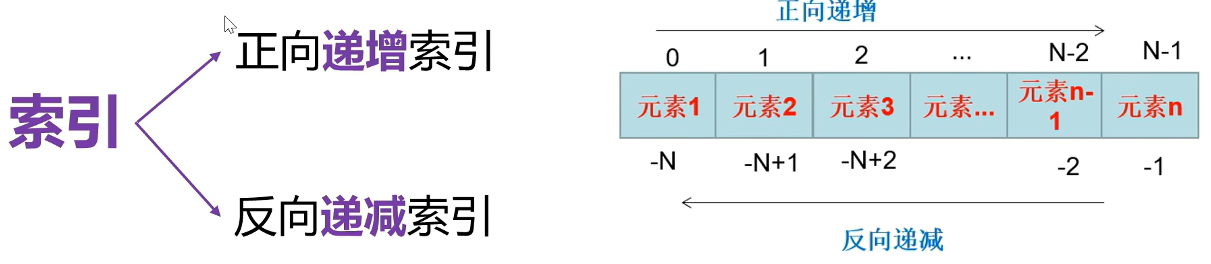 索引
正向递增索引
反向递减索引
正向递增
0 1 2 ... N-2 N-1
元素1 元素2 元素3 元素... 元素n-1 元素n
-N -N+1 -N+2 -2 -1
反向递减